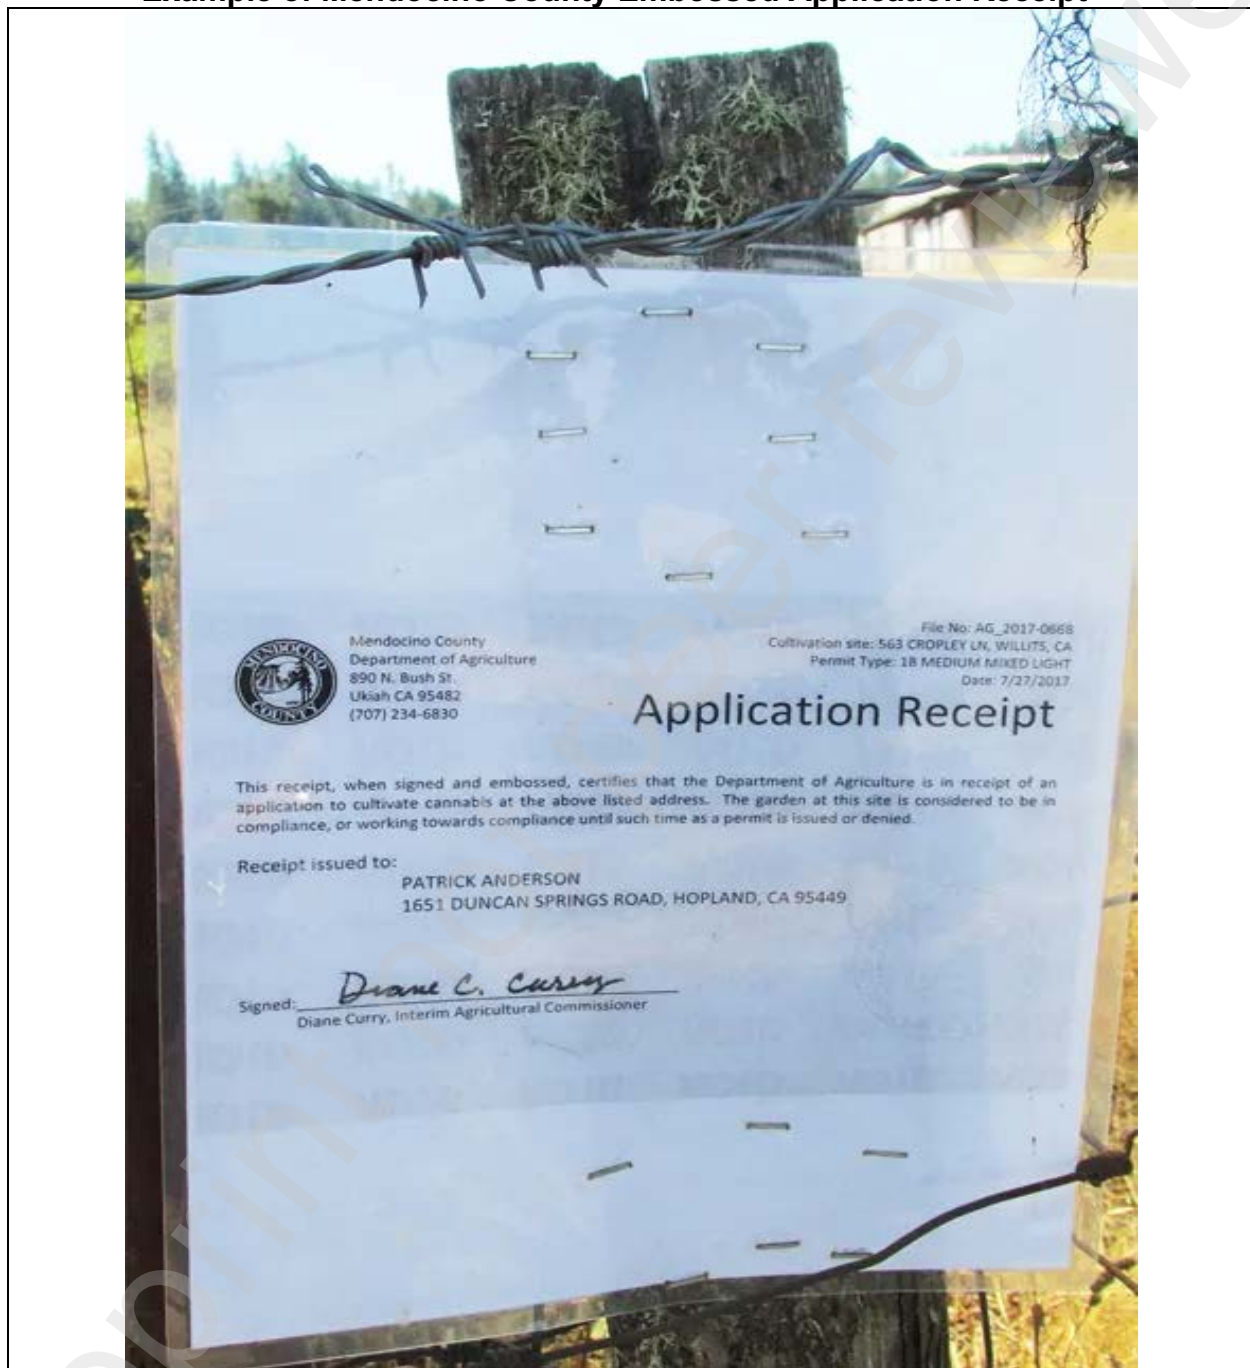 Example of Mendocino County Embossed Application Receipt
MENDOCINO
COUNTY
Mendocino County
Department of Agriculture
890 N. Bush St.
Ukiah CA 95482
(707) 234-6830
File No: AG_2017-0668
Cultivation site: 563 CROPLEY LN, WILLITS, CA
Permit Type: 1B MEDIUM MIXED LIGHT
Date: 7/27/2017
Application Receipt
This receipt, when signed and embossed, certifies that the Department of Agriculture is in receipt of an
application to cultivate cannabis at the above listed address. The garden at this site is considered to be in
compliance, or working towards compliance until such time as a permit is issued or denied.
Receipt issued to:
PATRICK ANDERSON
1651 DUNCAN SPRINGS ROAD, HOPLAND, CA 95449
Diane C. Curry
Signed:
Diane Curry, Interim Agricultural Commissioner
print not peer review